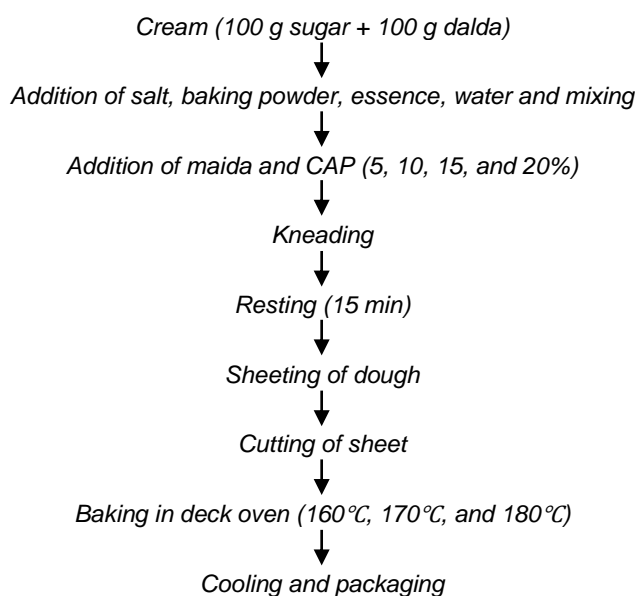 Cream (100 g sugar + 100 g dalda)
Addition of salt, baking powder, essence, water and mixing
Addition of maida and CAP (5, 10, 15, and 20%)
Kneading
Resting (15 min)
Sheeting of dough
Cutting of sheet
Baking in deck oven (160℃, 170℃, and 180℃)
Cooling and packaging